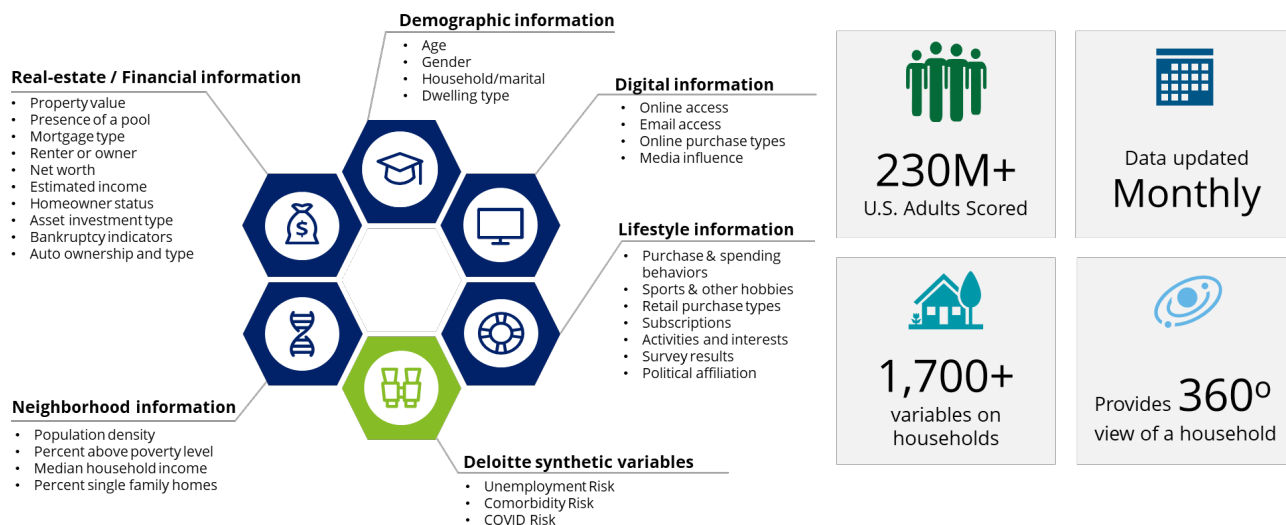 Demographic information
• Age
• Gender
• Household/marital
• Dwelling type
Real-estate / Financial information
• Property value
• Presence of a pool
• Mortgage type
• Renter or owner
• Net worth
• Estimated income
• Homeowner status
• Asset investment type
• Bankruptcy indicators
• Auto ownership and type
Digital information
• Online access
• Email access
• Online purchase types
• Media influence
Lifestyle information
• Purchase & spending
behaviors
• Sports & other hobbies
• Retail purchase types
• Subscriptions
• Activities and interests
• Survey results
• Political affiliation
$
Neighborhood information
• Population density
• Percent above poverty level
• Median household income
• Percent single family homes
Deloitte synthetic variables
• Unemployment Risk
• Comorbidity Risk
• COVID Risk
230M+
U.S. Adults Scored
Data updated
Monthly
1,700+
variables on
households
Provides 360º
view of a household